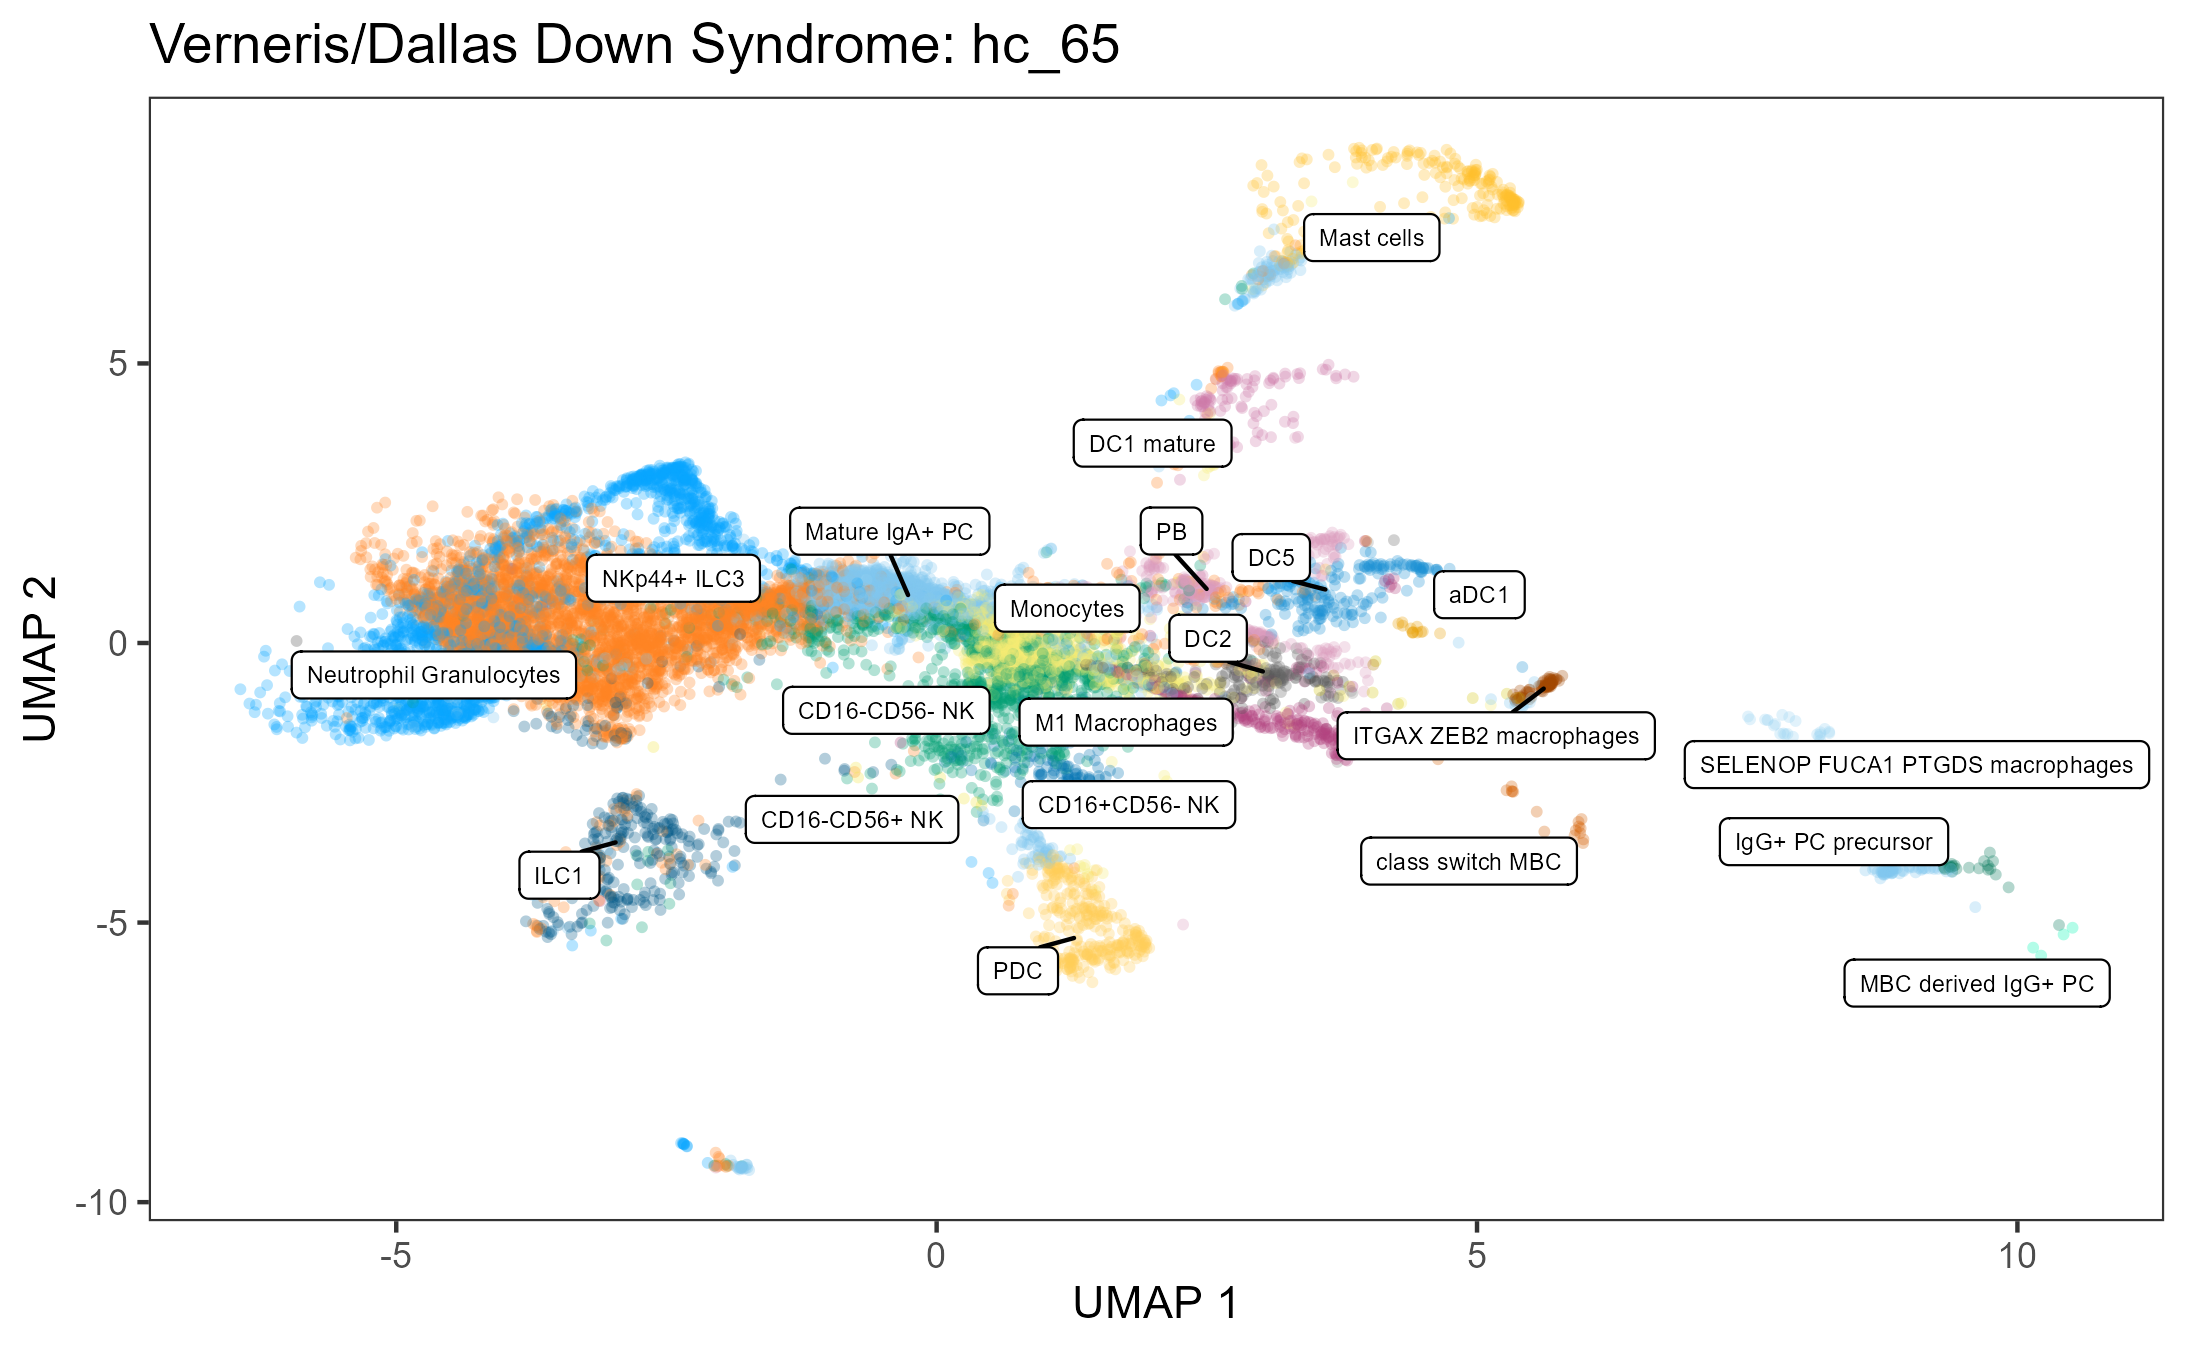 Verneris/Dallas Down Syndrome: hc_65
Mast cells
5
DC1 mature
Mature IgA+ PC
PB
DC5
NKp44+ ILC3
aDC1
Monocytes
0
DC2
Neutrophil Granulocytes
CD16-CD56- NK
M1 Macrophages
ITGAX ZEB2 macrophages
SELENOP FUCA1 PTGDS macrophages
CD16+CD56- NK
CD16-CD56+ NK
IgG+ PC precursor
class switch MBC
ILC1
-5
PDC
MBC derived IgG+ PC
-10
UMAP 2
-5
0
5
10
UMAP 1